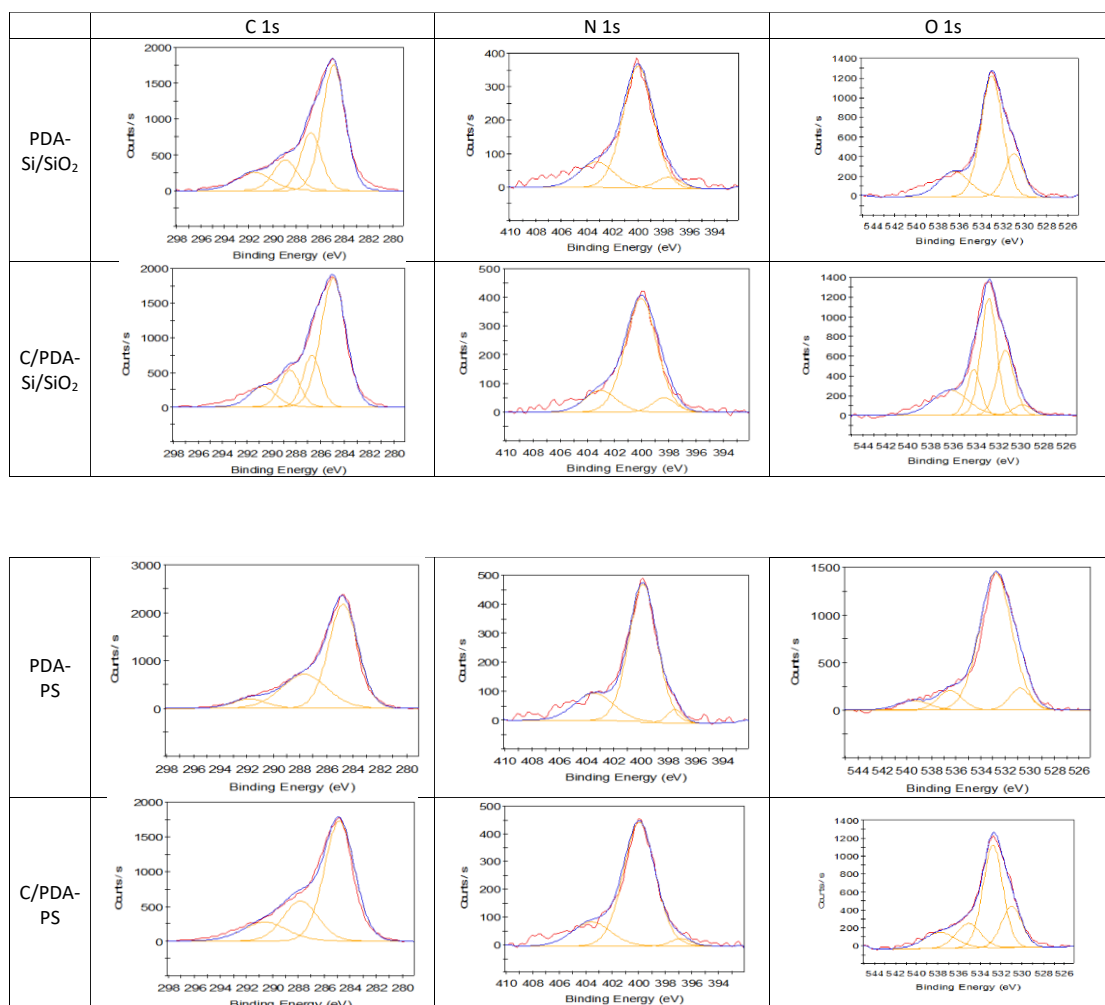 C 1s
N 1s
O 1s
PDA-
Si/SiO₂
Counts / s
2000
1500
1000
500
0
298 296 294 292 290 288 286 284 282 280
Binding Energy (eV)
Counts / s
400
300
200
100
0
410 408 406 404 402 400 398 396 394
Binding Energy (eV)
Counts / s
1400
1200
1000
800
600
400
200
0
544 542 540 538 536 534 532 530 528 526
Binding Energy (eV)
C/PDA-
Si/SiO₂
Counts / s
2000
1500
1000
500
0
298 296 294 292 290 288 286 284 282 280
Binding Energy (eV)
Counts / s
500
400
300
200
100
0
410 408 406 404 402 400 398 396 394
Binding Energy (eV)
Counts / s
1400
1200
1000
800
600
400
200
0
544 542 540 538 536 534 532 530 528 526
Binding Energy (eV)
PDA-
PS
Counts / s
3000
2000
1000
0
298 296 294 292 290 288 286 284 282 280
Binding Energy (eV)
Counts / s
500
400
300
200
100
0
410 408 406 404 402 400 398 396 394
Binding Energy (eV)
Counts / s
1500
1000
500
0
544 542 540 538 536 534 532 530 528 526
Binding Energy (eV)
C/PDA-
PS
Counts / s
2000
1500
1000
500
0
298 296 294 292 290 288 286 284 282 280
Binding Energy (eV)
Counts / s
500
400
300
200
100
0
410 408 406 404 402 400 398 396 394
Binding Energy (eV)
Counts / s
1400
1200
1000
800
600
400
200
0
544 542 540 538 536 534 532 530 528 526
Binding Energy (eV)